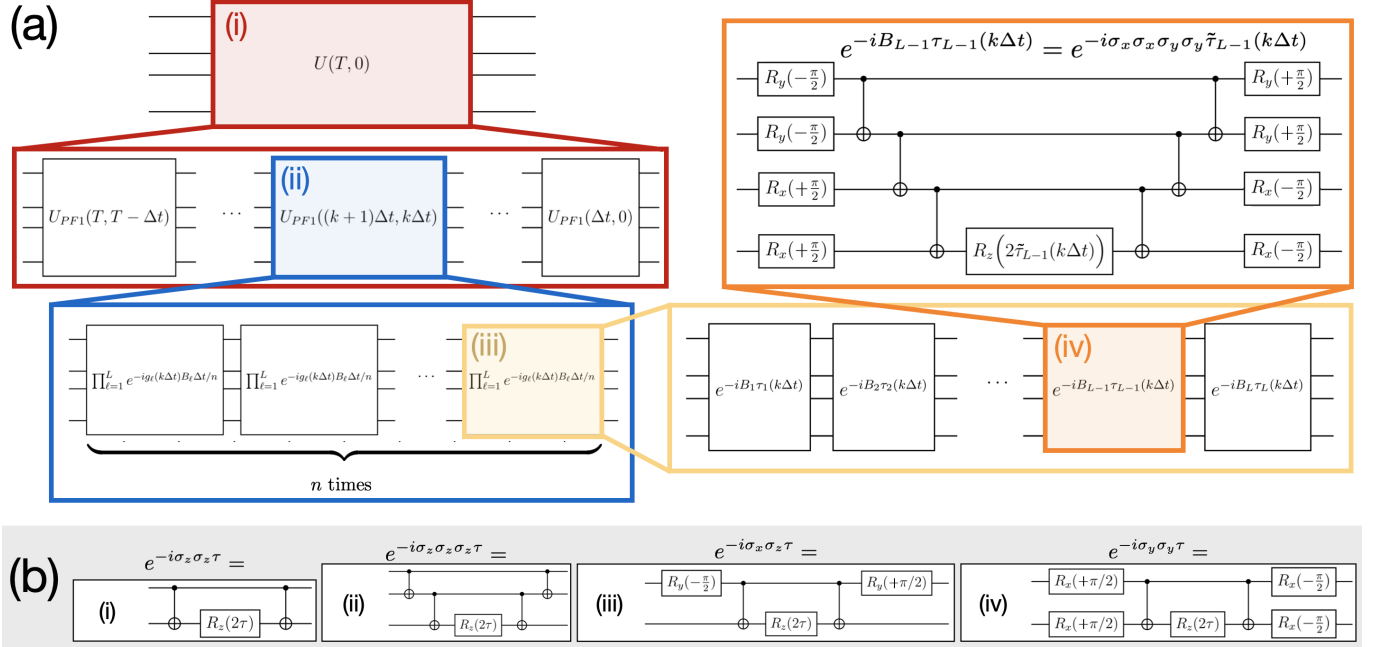 (a)
(i)
U(T, 0)
(ii)
U_{PF1}(T, T − Δt)
⋯
U_{PF1}((k + 1)Δt, kΔt)
⋯
U_{PF1}(Δt, 0)
(iii)
∏_{ℓ=1}^{L} e^{−ig_ℓ(kΔt)B_ℓΔt/n}
∏_{ℓ=1}^{L} e^{−ig_ℓ(kΔt)B_ℓΔt/n}
⋯
∏_{ℓ=1}^{L} e^{−ig_ℓ(kΔt)B_ℓΔt/n}
n times
e^{−iB_{L−1}τ_{L−1}(kΔt)} = e^{−iσ_xσ_xσ_yσ_y\tilde{τ}_{L−1}(kΔt)}
R_y(−π/2) R_y(+π/2)
R_y(−π/2) R_y(+π/2)
R_x(+π/2) R_x(−π/2)
R_x(+π/2) R_z(2\tilde{τ}_{L−1}(kΔt)) R_x(−π/2)
(iv)
e^{−iB_1τ_1(kΔt)}
e^{−iB_2τ_2(kΔt)}
⋯
e^{−iB_{L−1}τ_{L−1}(kΔt)}
e^{−iB_Lτ_L(kΔt)}
(b)
e^{−iσ_zσ_zτ} =
(i)
R_z(2τ)
e^{−iσ_zσ_zσ_zτ} =
(ii)
R_z(2τ)
e^{−iσ_xσ_zτ} =
(iii)
R_y(−π/2) R_y(+π/2)
R_z(2τ)
e^{−iσ_yσ_yτ} =
(iv)
R_x(+π/2) R_x(−π/2)
R_x(+π/2) R_z(2τ) R_x(−π/2)